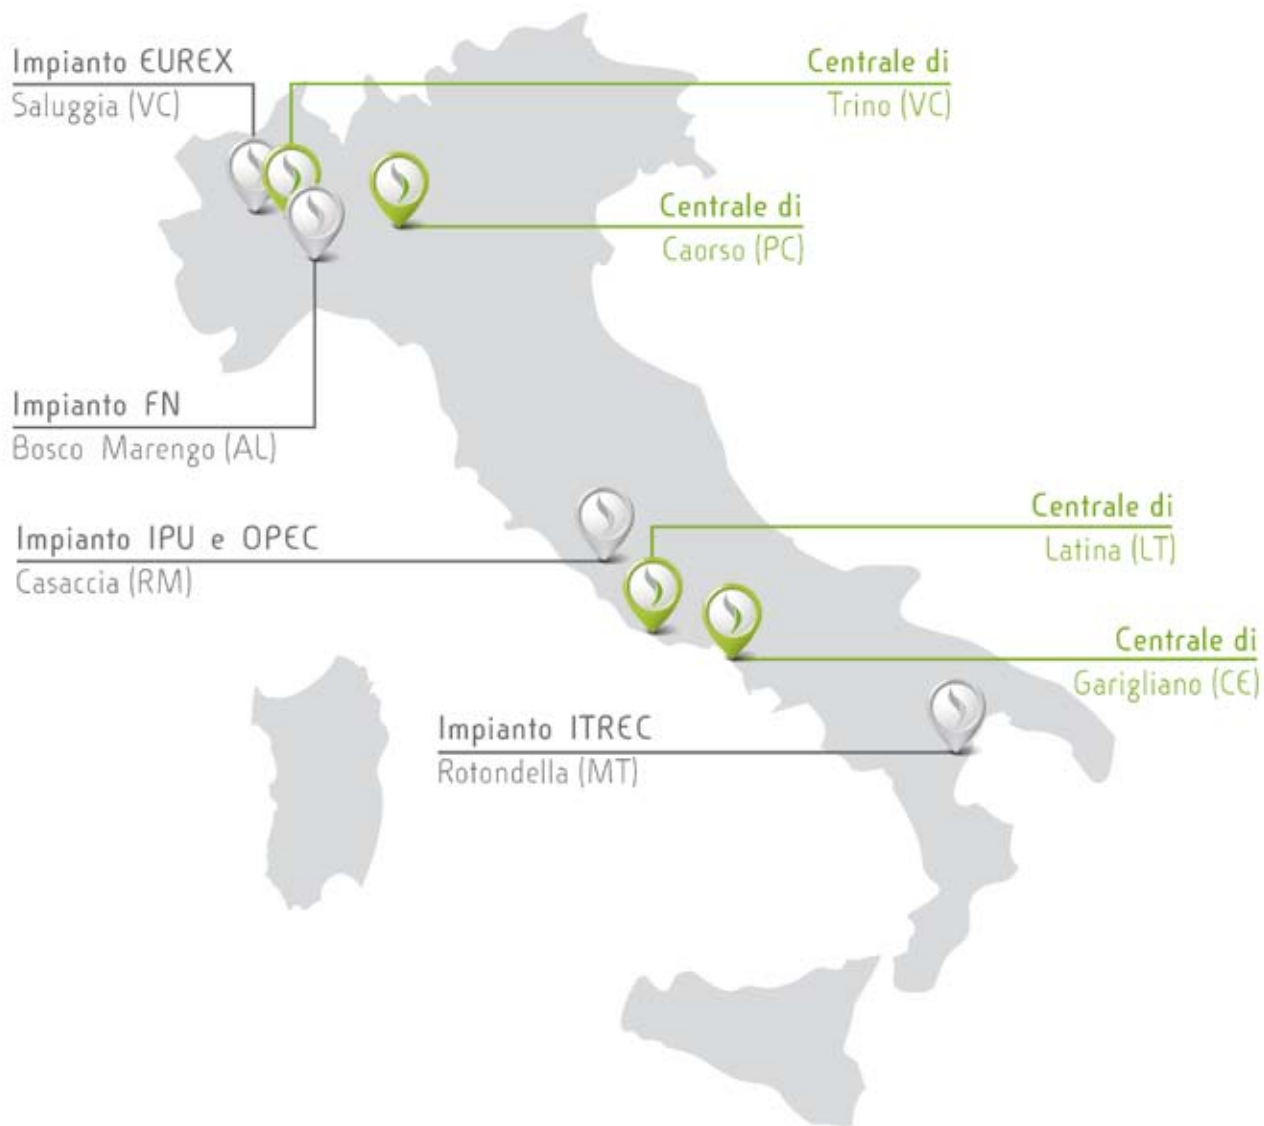 Impianto EUREX
Saluggia (VC)
Centrale di
Trino (VC)
Centrale di
Caorso (PC)
Impianto FN
Bosco Marengo (AL)
Impianto IPU e OPEC
Casaccia (RM)
Centrale di
Latina (LT)
Centrale di
Garigliano (CE)
Impianto ITREC
Rotondella (MT)